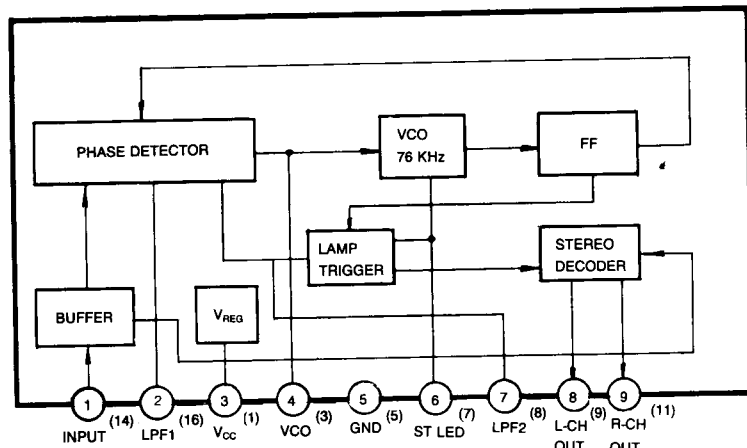 PHASE DETECTOR
VCO
76 KHz
FF
LAMP
TRIGGER
STEREO
DECODER
BUFFER
VREG
1 2 3 4 5 6 7 8 9
(14) (16) (1) (3) (5) (7) (8) (9) (11)
INPUT LPF1 VCC VCO GND ST LED LPF2 L-CH R-CH
OUT OUT